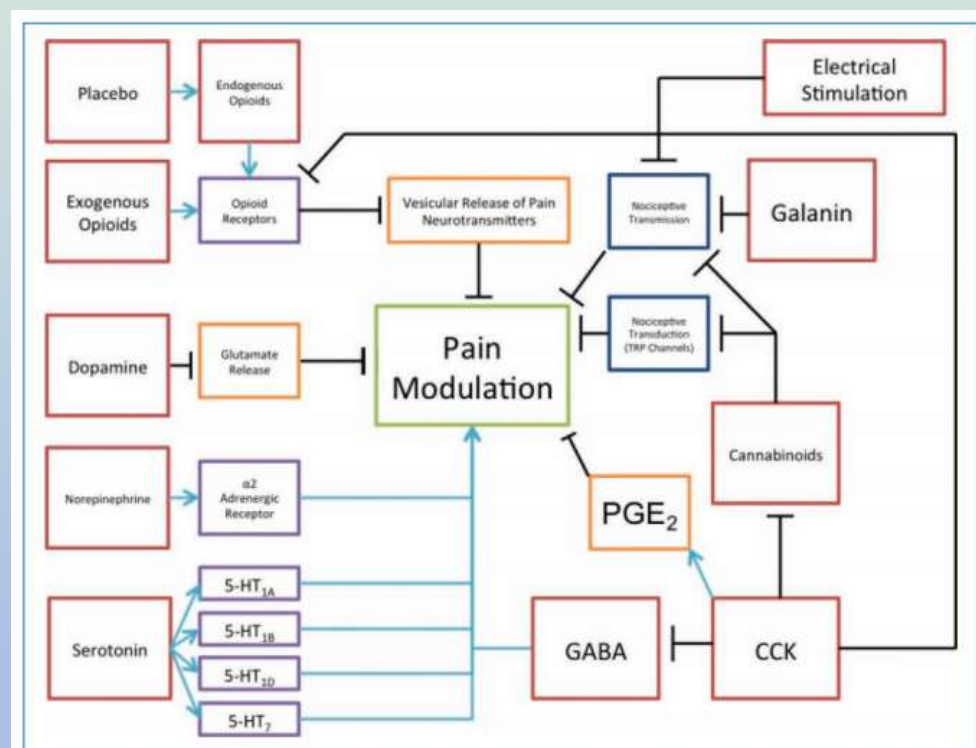 Placebo
Endogenous
Opioids
Electrical
Stimulation
Exogenous
Opioids
Opioid
Receptors
Vesicular Release of Pain
Neurotransmitters
Nociceptive
Transmission
Galanin
Dopamine
Glutamate
Release
Pain
Modulation
Nociceptive
Transduction
(TRP Channels)
Cannabinoids
Norepinephrine
α2
Adrenergic
Receptor
PGE₂
Serotonin
5-HT₁A
5-HT₁B
5-HT₁D
5-HT₇
GABA
CCK